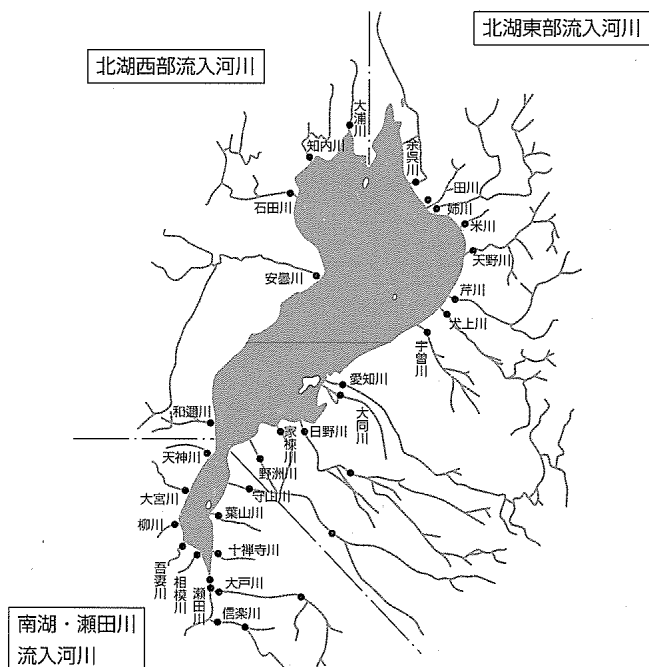 北湖東部流入河川
北湖西部流入河川
大浦川
知内川
余呉川
田川
姉川
石田川
米川
天野川
安曇川
芹川
犬上川
宇曽川
愛知川
大同川
和邇川
家棟川
日野川
天神川
野洲川
大宮川
守山川
葉山川
柳川
吾妻川
相模川
十禅寺川
瀬田川
大戸川
信楽川
南湖・瀬田川
流入河川